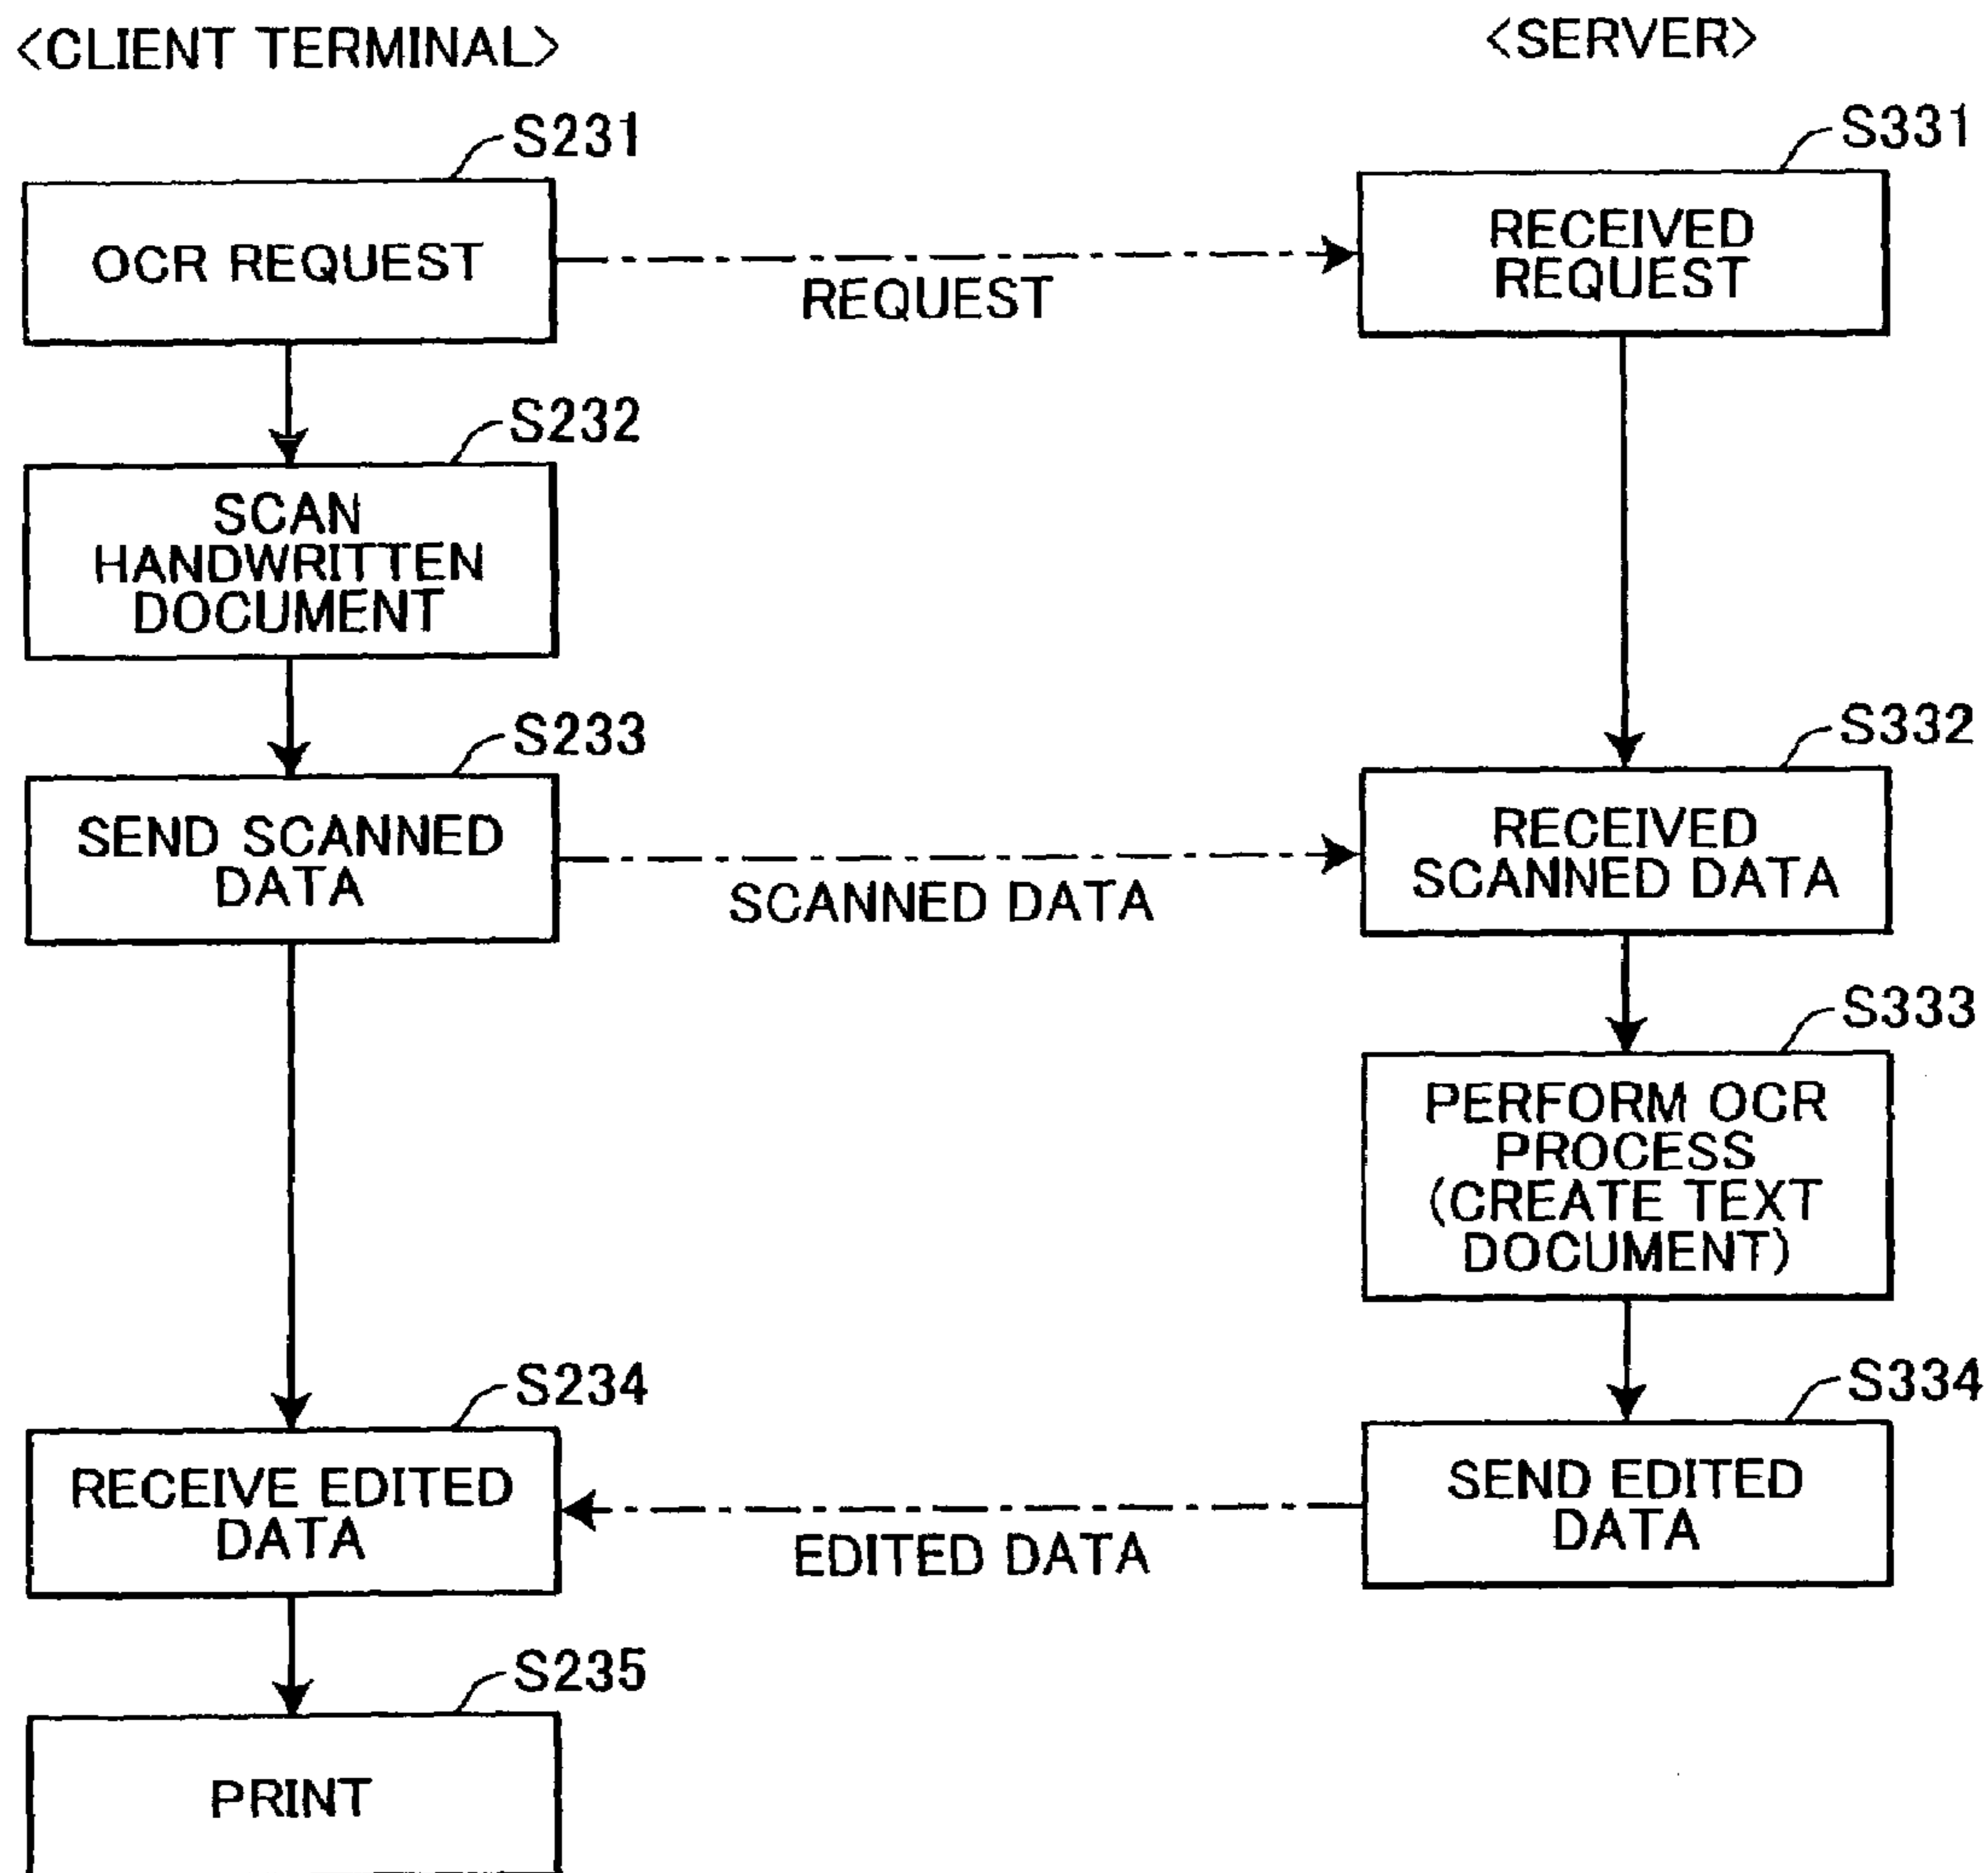 <CLIENT TERMINAL>
<SERVER>
S231
OCR REQUEST
REQUEST
S331
RECEIVED
REQUEST
S232
SCAN
HANDWRITTEN
DOCUMENT
S233
SEND SCANNED
DATA
SCANNED DATA
S332
RECEIVED
SCANNED DATA
S333
PERFORM OCR
PROCESS
(CREATE TEXT
DOCUMENT)
S334
SEND EDITED
DATA
EDITED DATA
S234
RECEIVE EDITED
DATA
S235
PRINT